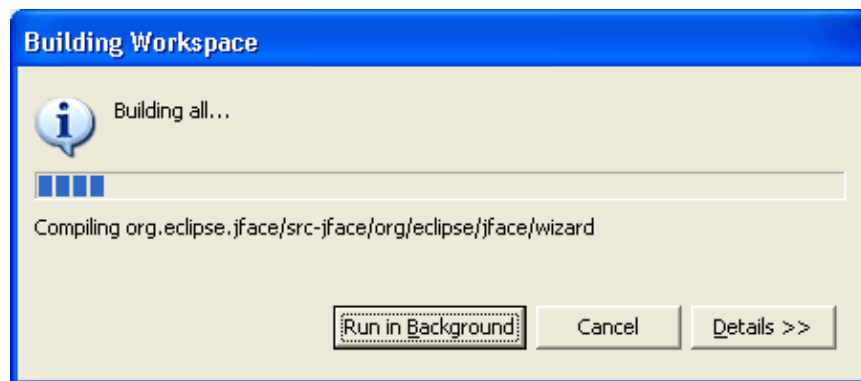 Building Workspace
Building all...
Compiling org.eclipse.jface/src-jface/org/eclipse/jface/wizard
Run in Background Cancel Details >>